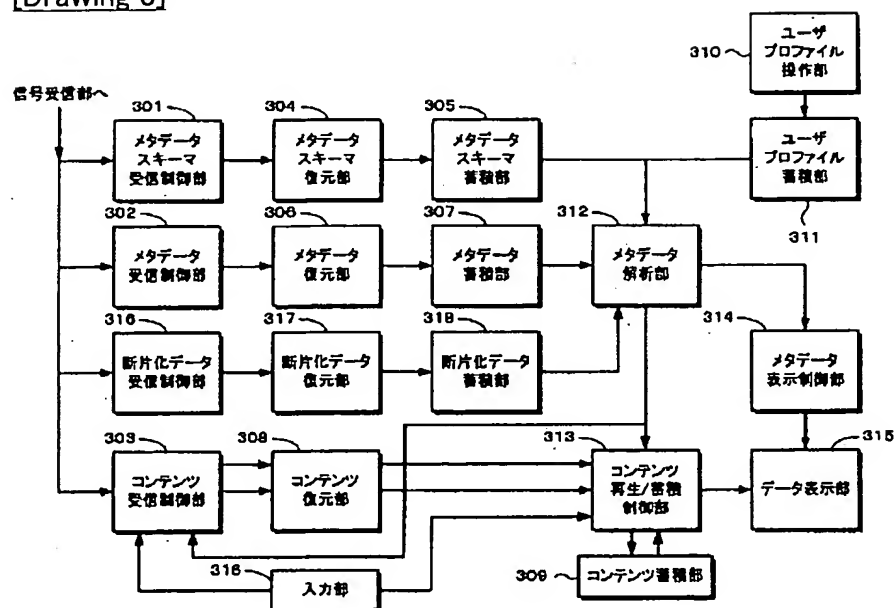 310
ユーザ
プロファイル
操作部
信号受信部へ
301
304
305
メタデータ
スキーマ
受信制御部
メタデータ
スキーマ
復元部
メタデータ
スキーマ
蓄積部
ユーザ
プロファイル
蓄積部
311
302
306
307
312
メタデータ
受信制御部
メタデータ
復元部
メタデータ
蓄積部
メタデータ
解析部
316
317
318
314
断片化データ
受信制御部
断片化データ
復元部
断片化データ
蓄積部
メタデータ
表示制御部
303
308
313
315
コンテンツ
受信制御部
コンテンツ
復元部
コンテンツ
再生/蓄積
制御部
データ表示部
316
入力部
309
コンテンツ蓄積部